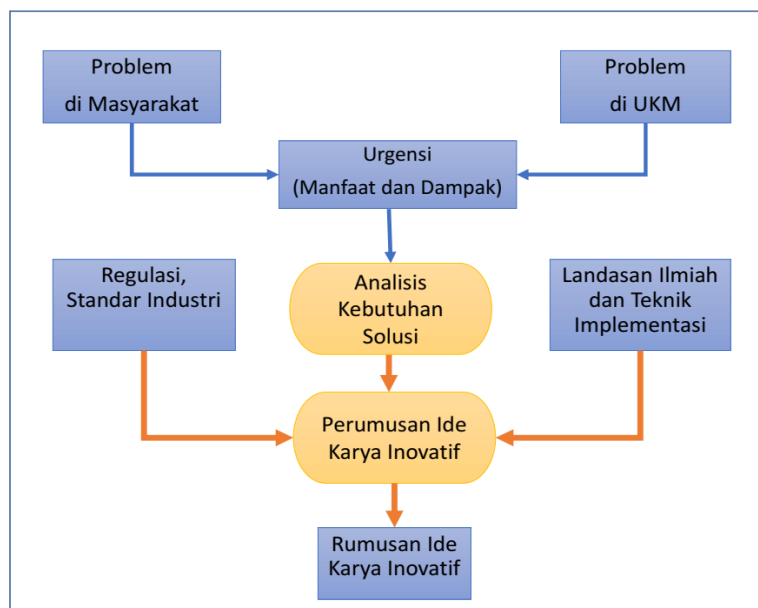 Problem
di Masyarakat
Problem
di UKM
Urgensi
(Manfaat dan Dampak)
Regulasi,
Standar Industri
Analisis
Kebutuhan
Solusi
Landasan Ilmiah
dan Teknik
Implementasi
Perumusan Ide
Karya Inovatif
Rumusan Ide
Karya Inovatif